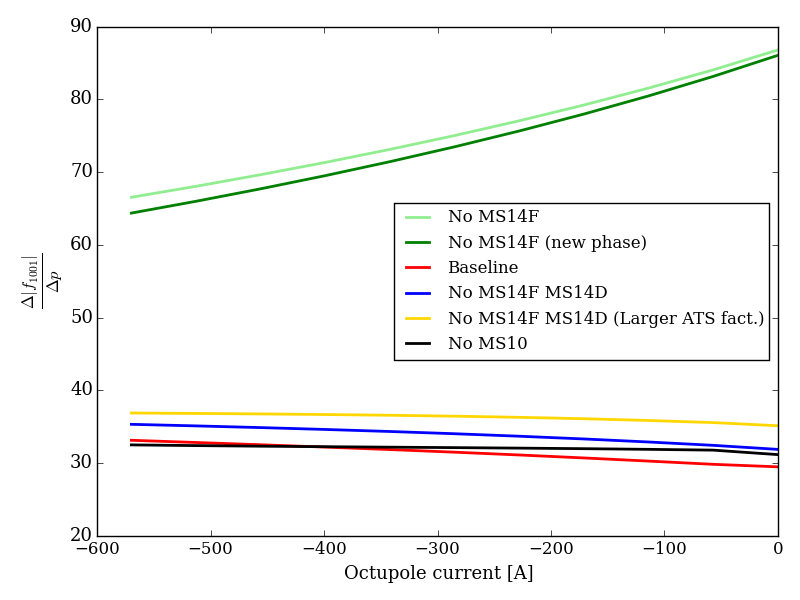 90
80
70
60
50
40
30
20
Δ|f₁₀₀₁|
Δp
No MS14F
No MS14F (new phase)
Baseline
No MS14F MS14D
No MS14F MS14D (Larger ATS fact.)
No MS10
−600 −500 −400 −300 −200 −100 0
Octupole current [A]